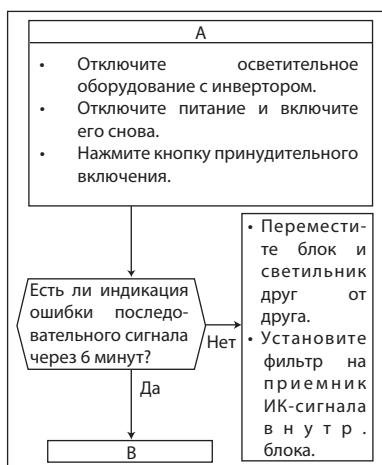 A
• Отключите осветительное
оборудование с инвертором.
• Отключите питание и включите
его снова.
• Нажмите кнопку принудительного
включения.
Есть ли индикация
ошибки последо-
вательного сигнала
через 6 минут?
Нет
• Перемести-
те блок и
светильник
друг от
друга.
• Установите
фильтр на
приемник
ИК-сигнала
внутр.
блока.
Да
B